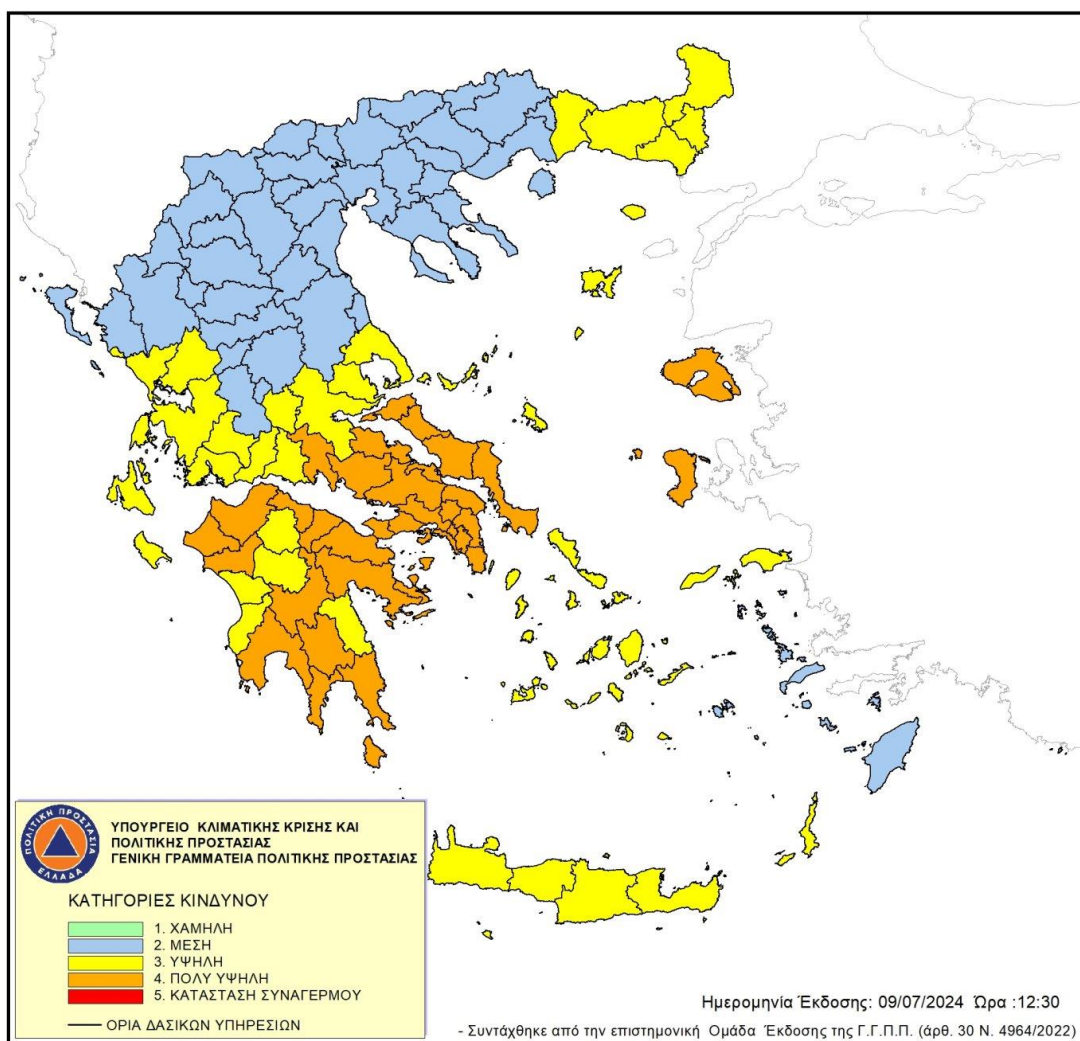 ΠΟΛΙΤΙΚΗ ΠΡΟΣΤΑΣΙΑ
ΕΛΛΑΔΑ
ΥΠΟΥΡΓΕΙΟ ΚΛΙΜΑΤΙΚΗΣ ΚΡΙΣΗΣ ΚΑΙ
ΠΟΛΙΤΙΚΗΣ ΠΡΟΣΤΑΣΙΑΣ
ΓΕΝΙΚΗ ΓΡΑΜΜΑΤΕΙΑ ΠΟΛΙΤΙΚΗΣ ΠΡΟΣΤΑΣΙΑΣ
ΚΑΤΗΓΟΡΙΕΣ ΚΙΝΔΥΝΟΥ
1. ΧΑΜΗΛΗ
2. ΜΕΣΗ
3. ΥΨΗΛΗ
4. ΠΟΛΥ ΥΨΗΛΗ
5. ΚΑΤΑΣΤΑΣΗ ΣΥΝΑΓΕΡΜΟΥ
ΟΡΙΑ ΔΑΣΙΚΩΝ ΥΠΗΡΕΣΙΩΝ
Ημερομηνία Έκδοσης: 09/07/2024 Ώρα :12:30
- Συντάχθηκε από την επιστημονική Ομάδα Έκδοσης της Γ.Γ.Π.Π. (άρθ. 30 Ν. 4964/2022)